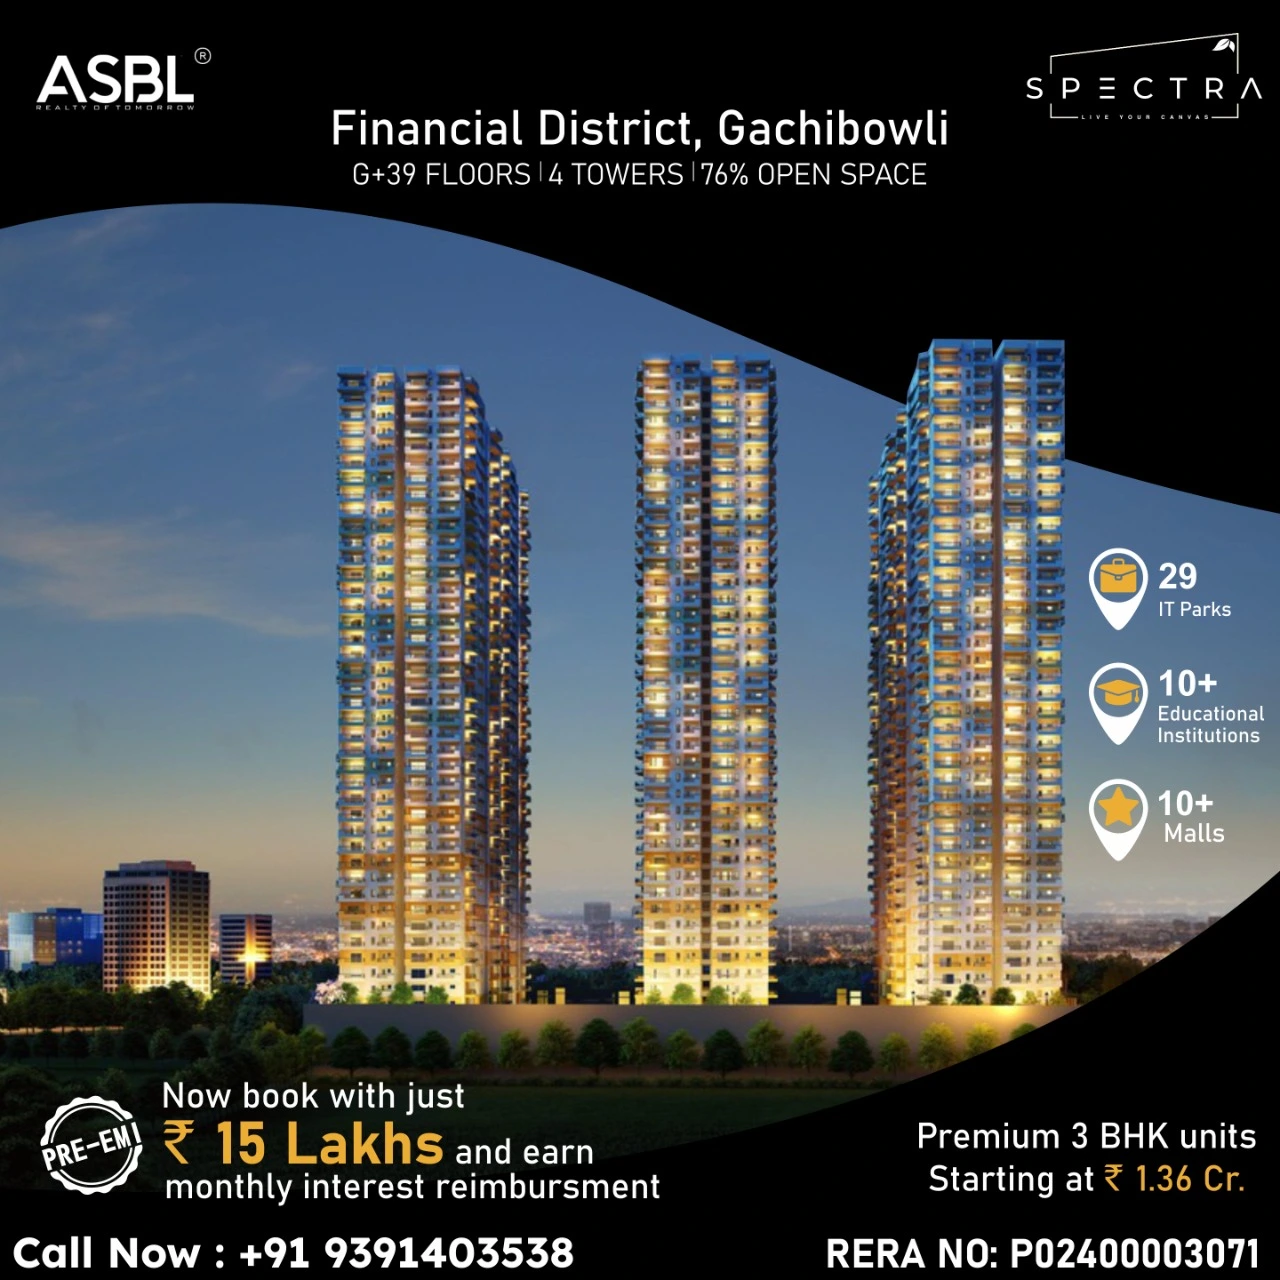 ASBL®
REALTY OF TOMORROW
SPECTRA
LIVE YOUR CANVAS
Financial District, Gachibowli
G+39 FLOORS | 4 TOWERS | 76% OPEN SPACE
29
IT Parks
10+
Educational
Institutions
10+
Malls
PRE-EMI
Now book with just
₹ 15 Lakhs and earn
monthly interest reimbursment
Premium 3 BHK units
Starting at ₹ 1.36 Cr.
Call Now : +91 9391403538
RERA NO: P02400003071